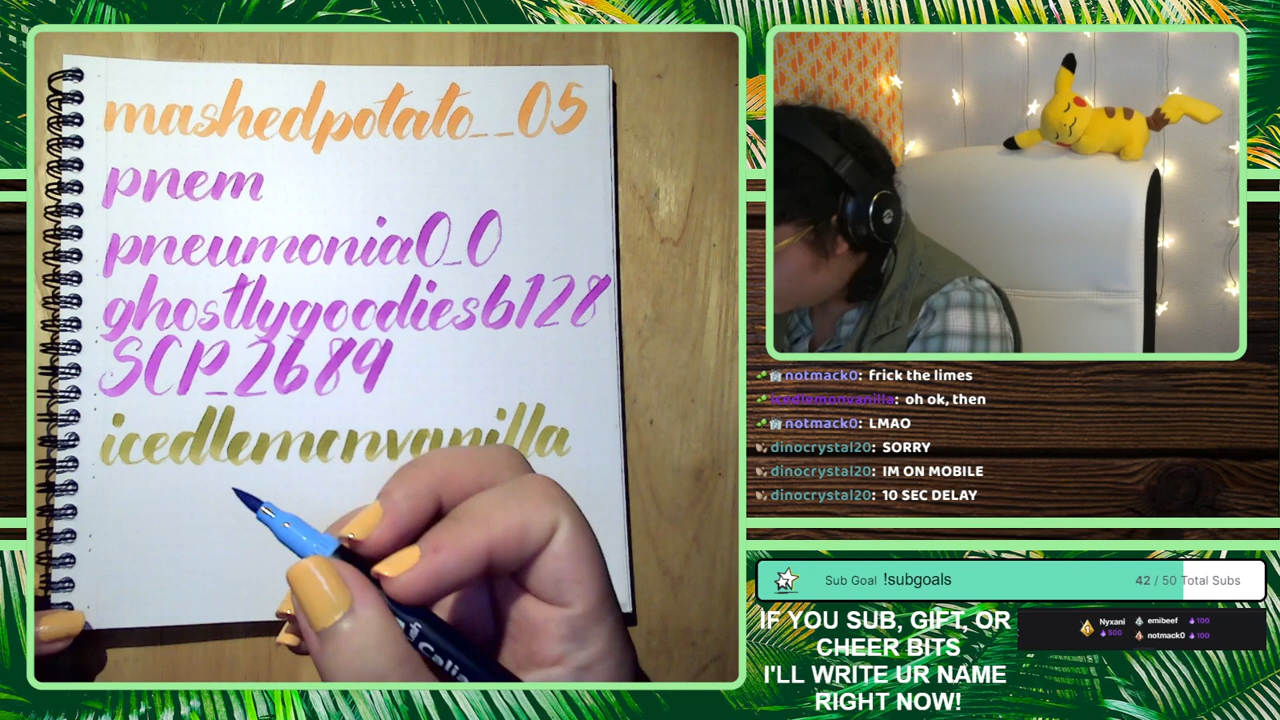 mashedpotato__05
pnem
pneumonia0_0
ghostlygoodies6128
SCP_2689
icedlemonvanilla
notmack0: frick the limes
icedlemonvanilla: oh ok, then
notmack0: LMAO
dinocrystal20: SORRY
dinocrystal20: IM ON MOBILE
dinocrystal20: 10 SEC DELAY
Sub Goal !subgoals 42 / 50 Total Subs
IF YOU SUB, GIFT, OR
CHEER BITS
I'LL WRITE UR NAME
RIGHT NOW!
1 Nyxani 500
emibeef 100
notmack0 100